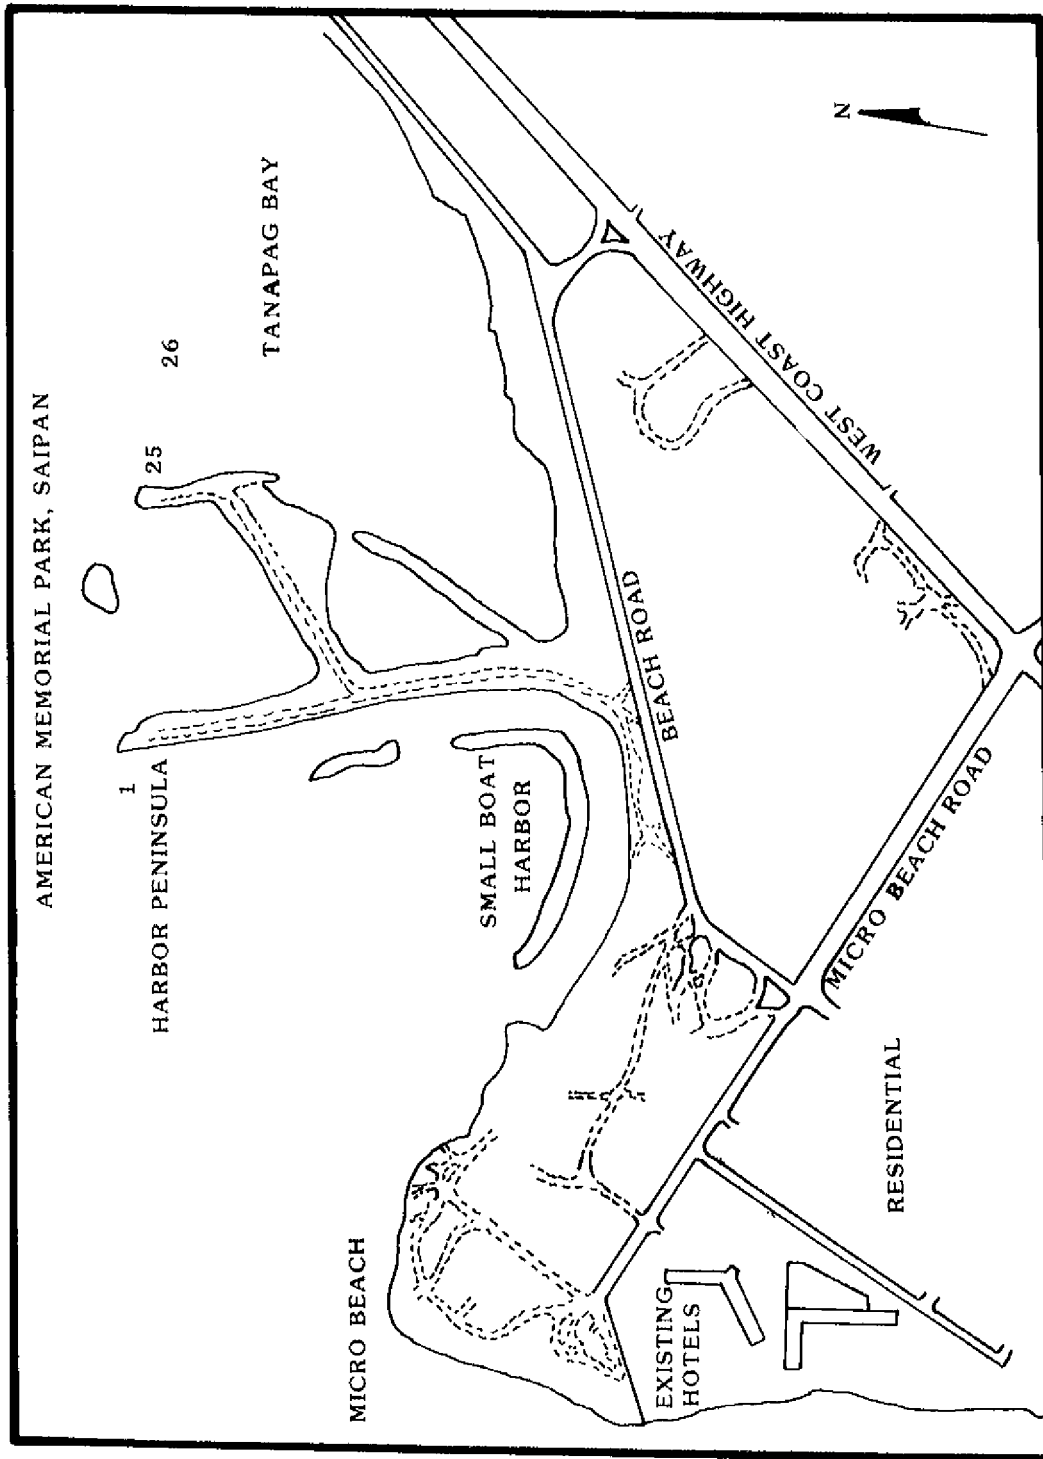 AMERICAN MEMORIAL PARK, SAIPAN
1
HARBOR PENINSULA
25
26
TANAPAG BAY
MICRO BEACH
SMALL BOAT
HARBOR
BEACH ROAD
WEST COAST HIGHWAY
MICRO BEACH ROAD
EXISTING
HOTELS
RESIDENTIAL
N